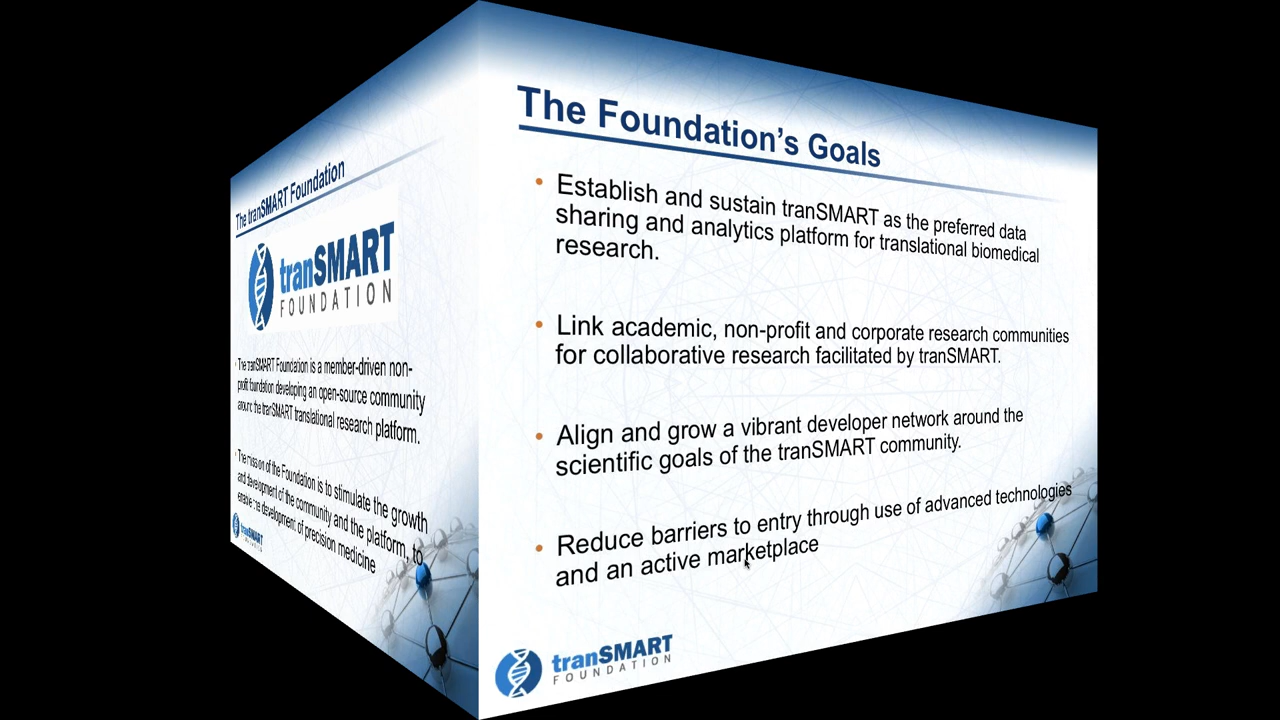 The tranSMART Foundation
tranSMART
FOUNDATION
The tranSMART Foundation is a member-driven non-
profit foundation developing an open-source community
around the tranSMART translational research platform.
The mission of the Foundation is to stimulate the growth
and development of the community and the platform, to
enable the development of precision medicine
tranSMART
FOUNDATION
The Foundation’s Goals
• Establish and sustain tranSMART as the preferred data
sharing and analytics platform for translational biomedical
research.
• Link academic, non-profit and corporate research communities
for collaborative research facilitated by tranSMART.
• Align and grow a vibrant developer network around the
scientific goals of the tranSMART community.
• Reduce barriers to entry through use of advanced technologies
and an active marketplace
tranSMART
FOUNDATION